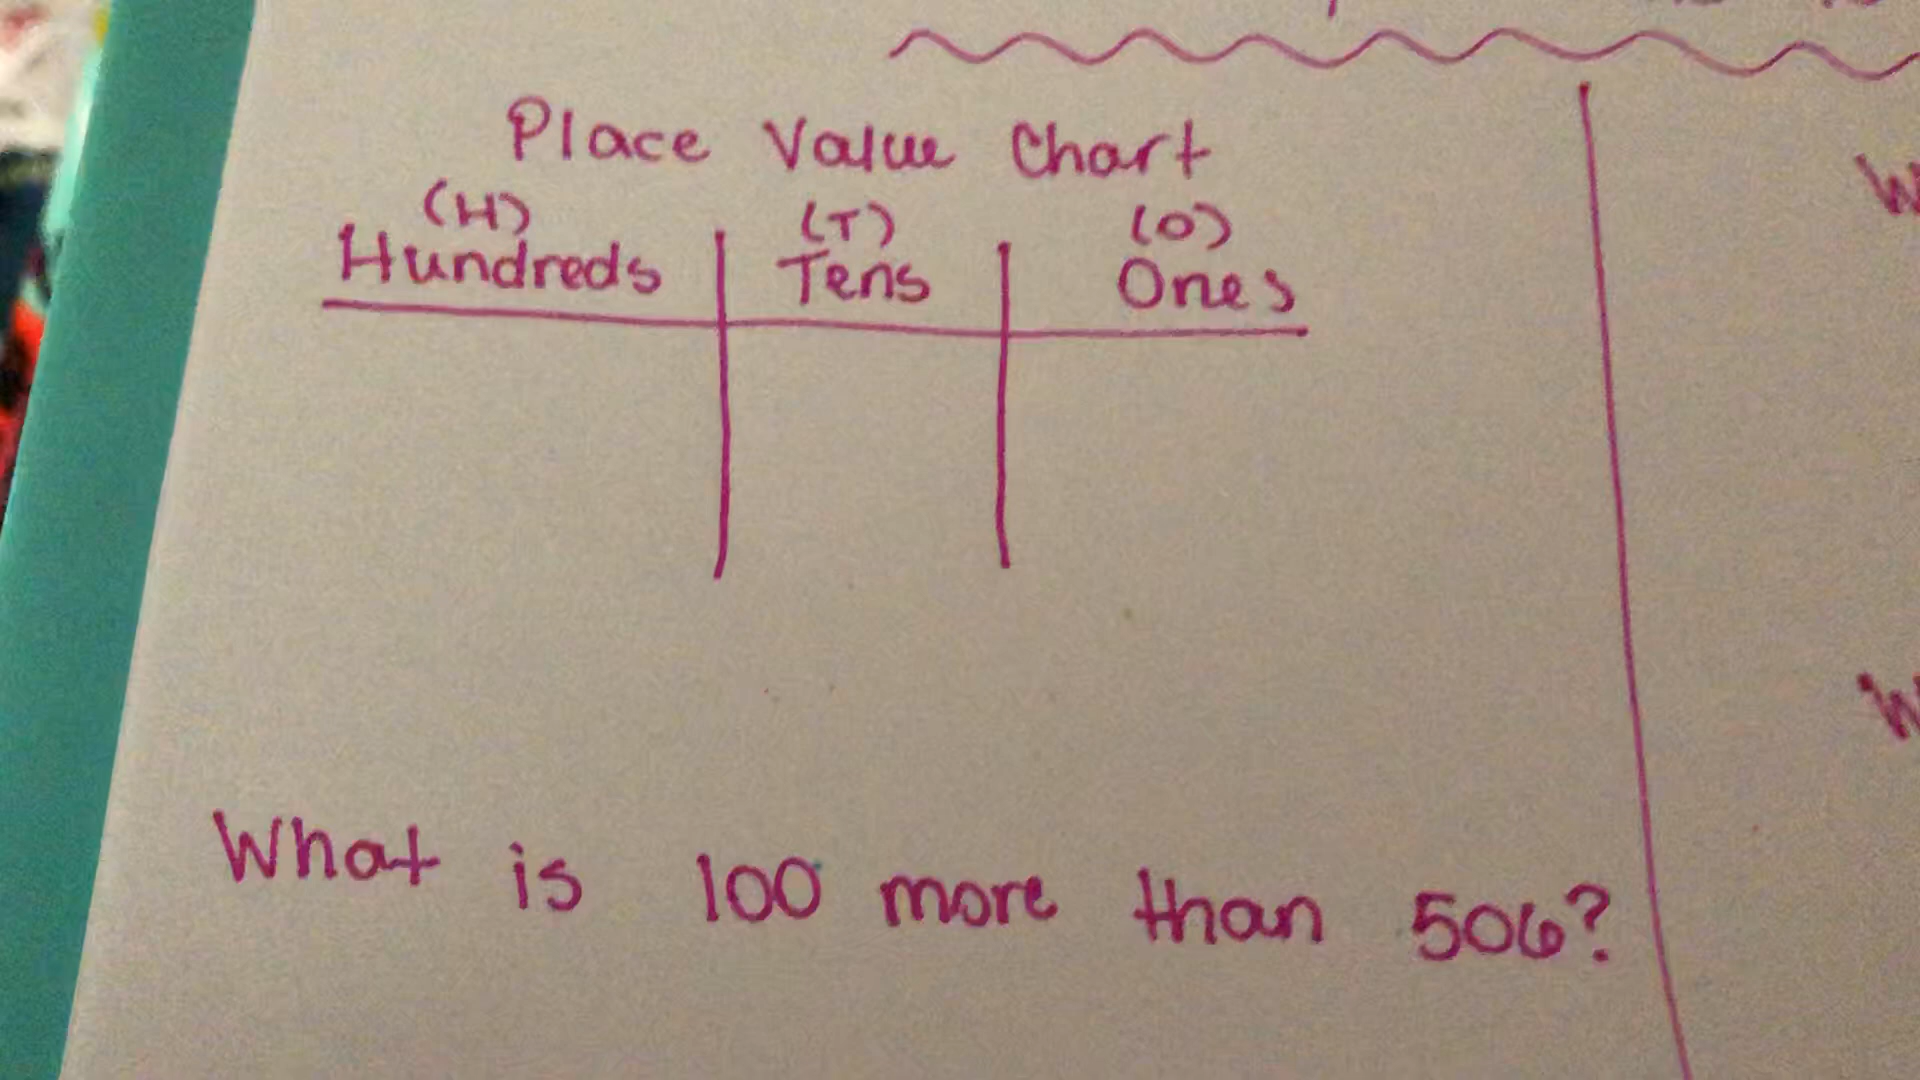 Place Value Chart
(H) (T) (O)
Hundreds Tens Ones
What is 100 more than 506?